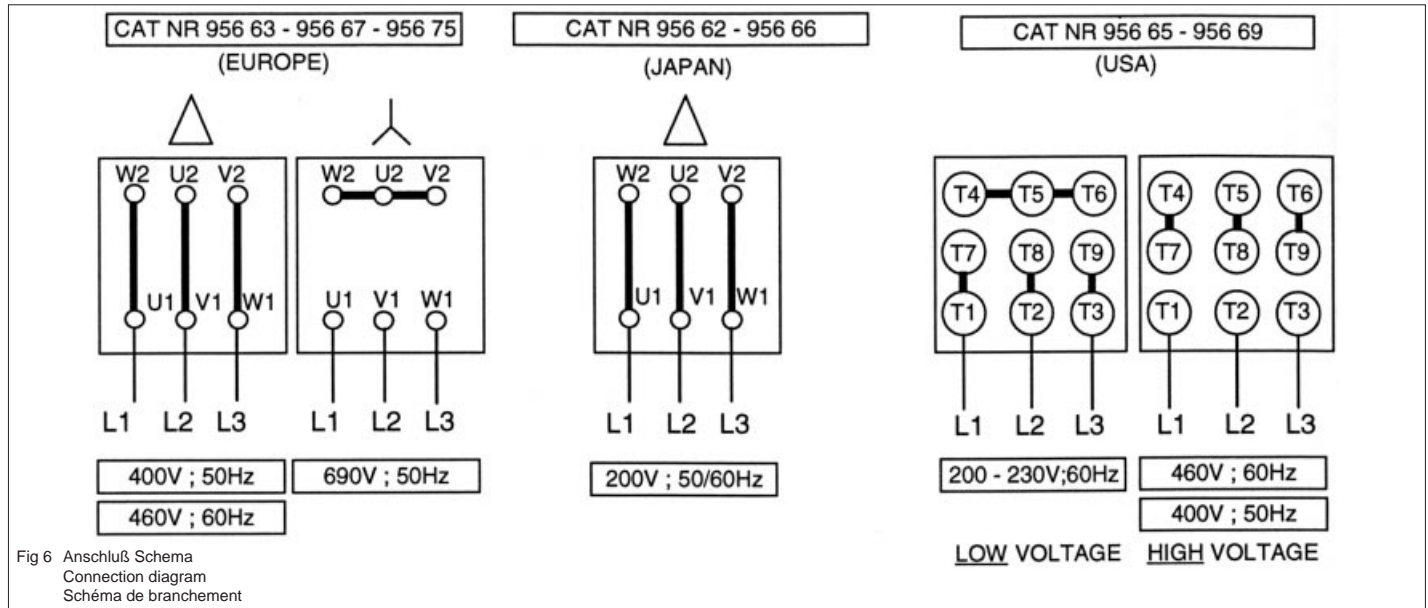 CAT NR 956 63 - 956 67 - 956 75
(EUROPE)
W2 U2 V2
U1 V1 W1
L1 L2 L3
400V ; 50Hz
460V ; 60Hz
W2 U2 V2
U1 V1 W1
L1 L2 L3
690V ; 50Hz
CAT NR 956 62 - 956 66
(JAPAN)
W2 U2 V2
U1 V1 W1
L1 L2 L3
200V ; 50/60Hz
CAT NR 956 65 - 956 69
(USA)
T4 T5 T6
T7 T8 T9
T1 T2 T3
L1 L2 L3
200 - 230V;60Hz
LOW VOLTAGE
T4 T5 T6
T7 T8 T9
T1 T2 T3
L1 L2 L3
460V ; 60Hz
400V ; 50Hz
HIGH VOLTAGE
Fig 6 Anschluß Schema
Connection diagram
Schéma de branchement